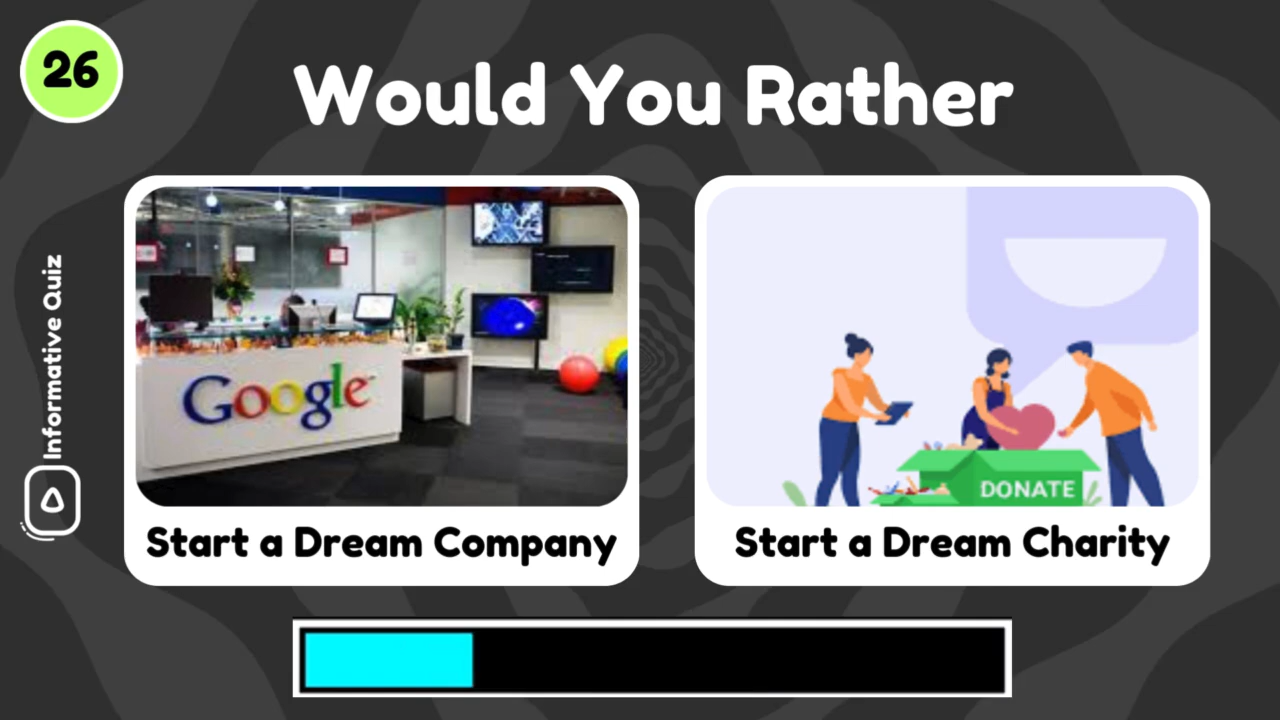 26
Would You Rather
Informative Quiz
Google
DONATE
Start a Dream Company
Start a Dream Charity